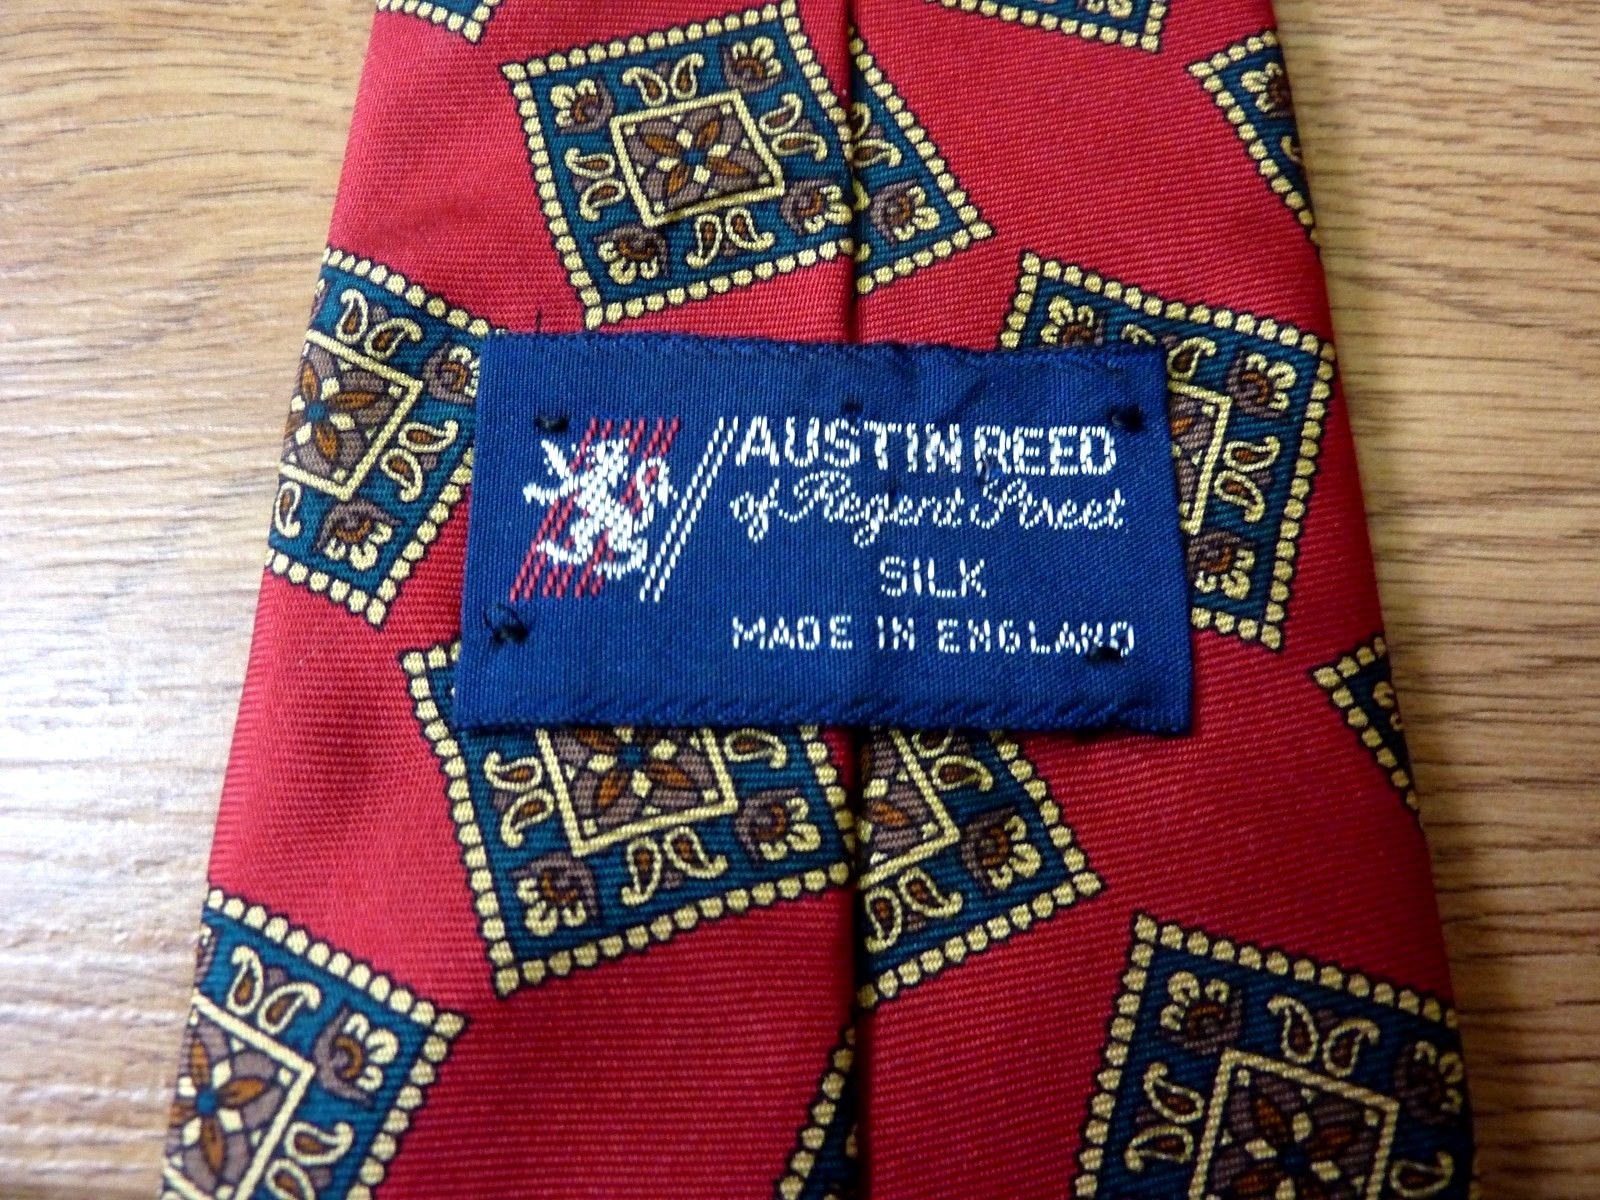 AUSTIN REED
of Regent Street
SILK
MADE IN ENGLAND